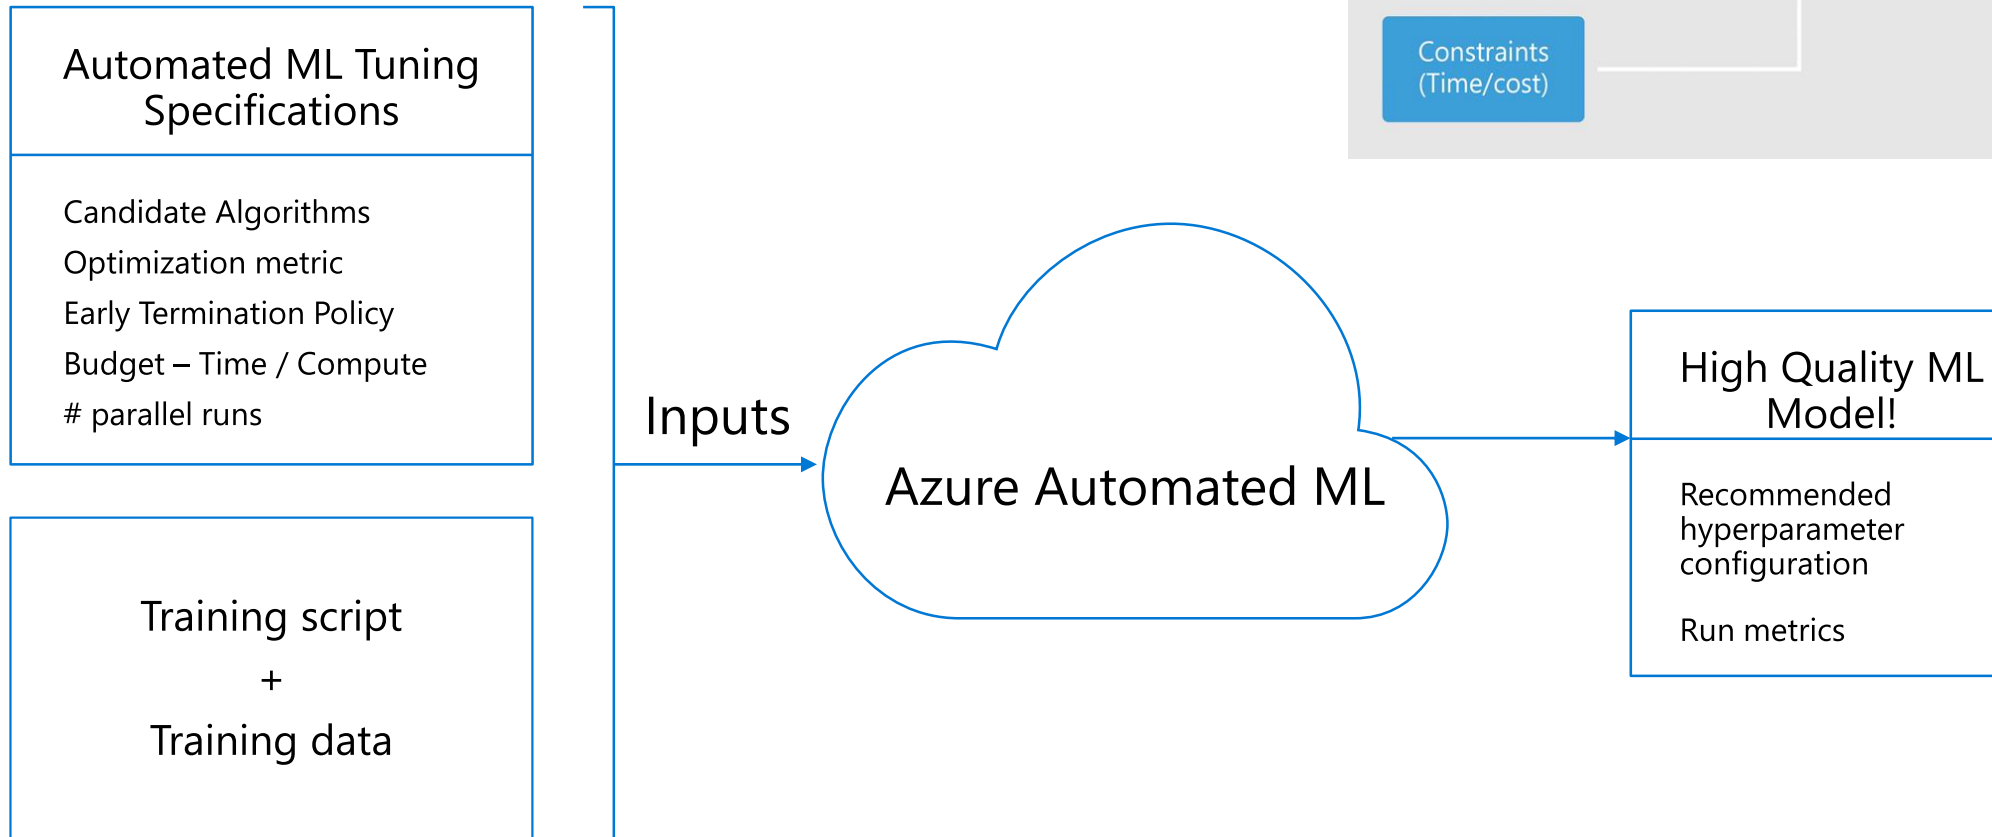 Automated ML Tuning
Specifications
Candidate Algorithms
Optimization metric
Early Termination Policy
Budget – Time / Compute
# parallel runs
Training script
+
Training data
Inputs
Azure Automated ML
Constraints
(Time/cost)
High Quality ML
Model!
Recommended
hyperparameter
configuration
Run metrics